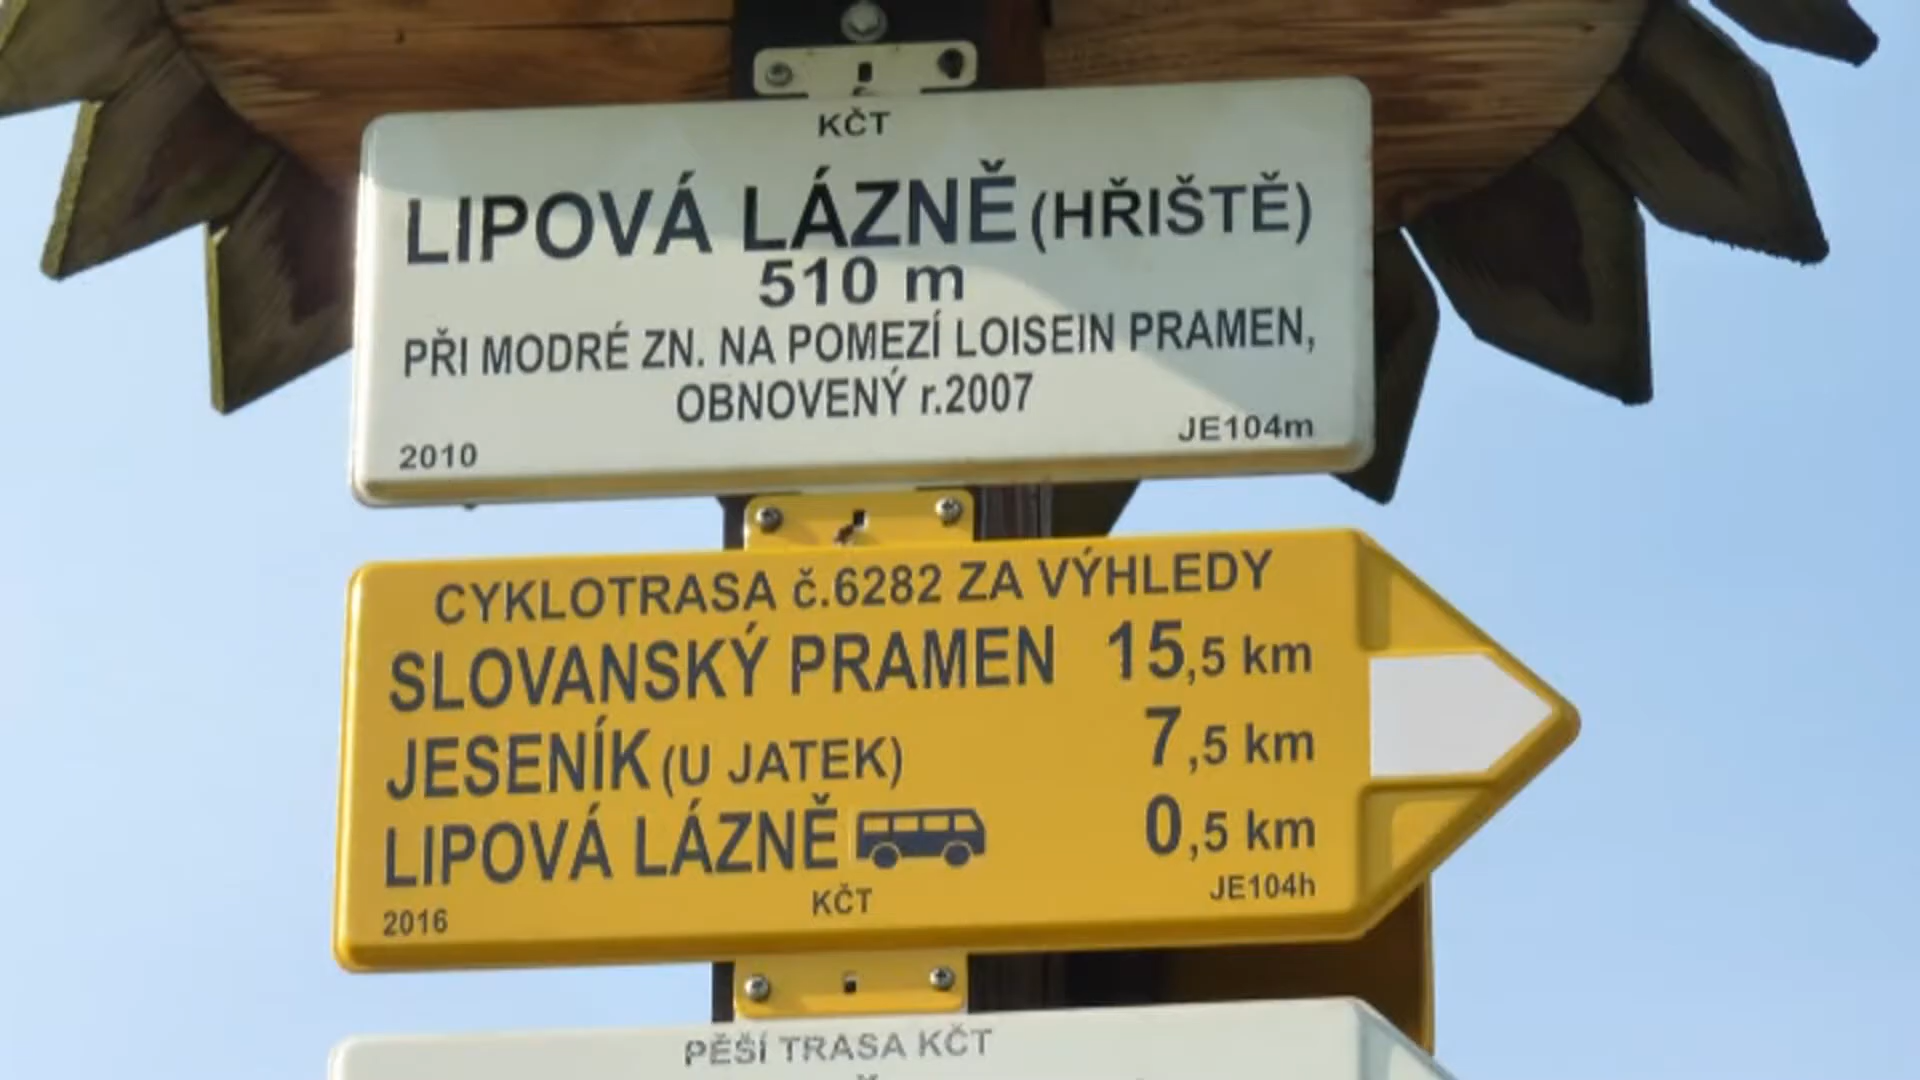 KČT
LIPOVÁ LÁZNĚ (HŘIŠTĚ)
510 m
PŘI MODRÉ ZN. NA POMEZÍ LOISEIN PRAMEN,
OBNOVENÝ r.2007
2010 JE104m
CYKLOTRASA č.6282 ZA VÝHLEDY
SLOVANSKÝ PRAMEN 15,5 km
JESENÍK (U JATEK) 7,5 km
LIPOVÁ LÁZNĚ 0,5 km
2016 KČT JE104h
PĚŠÍ TRASA KČT